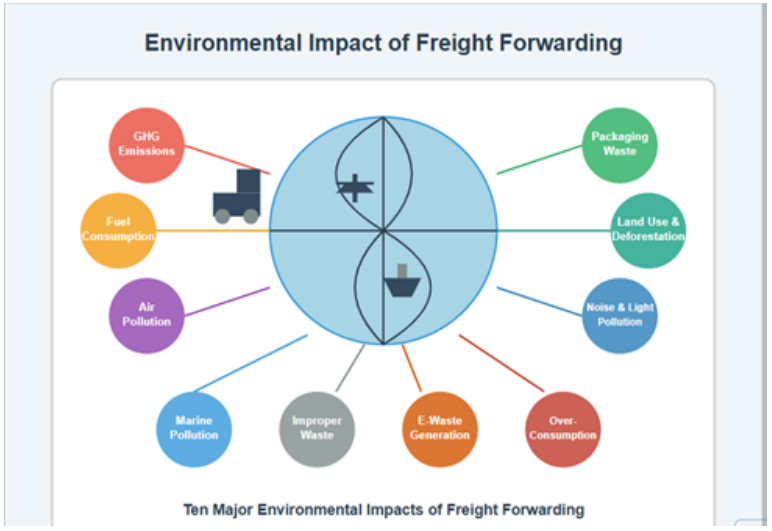 Environmental Impact of Freight Forwarding
GHG
Emissions
Packaging
Waste
Fuel
Consumption
Land Use &
Deforestation
Air
Pollution
Noise & Light
Pollution
Marine
Pollution
Improper
Waste
E-Waste
Generation
Over-
Consumption
Ten Major Environmental Impacts of Freight Forwarding